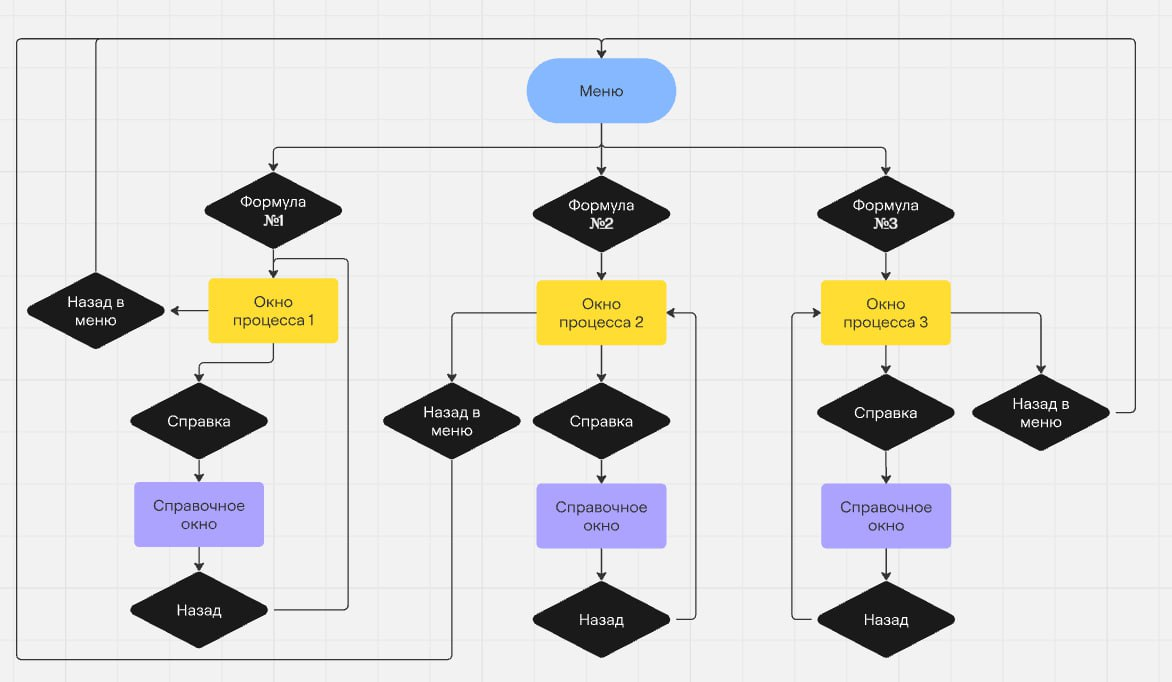 Меню
Формула
№1
Формула
№2
Формула
№3
Назад в
меню
Окно
процесса 1
Окно
процесса 2
Окно
процесса 3
Справка
Назад в
меню
Справка
Справка
Назад в
меню
Справочное
окно
Справочное
окно
Справочное
окно
Назад
Назад
Назад